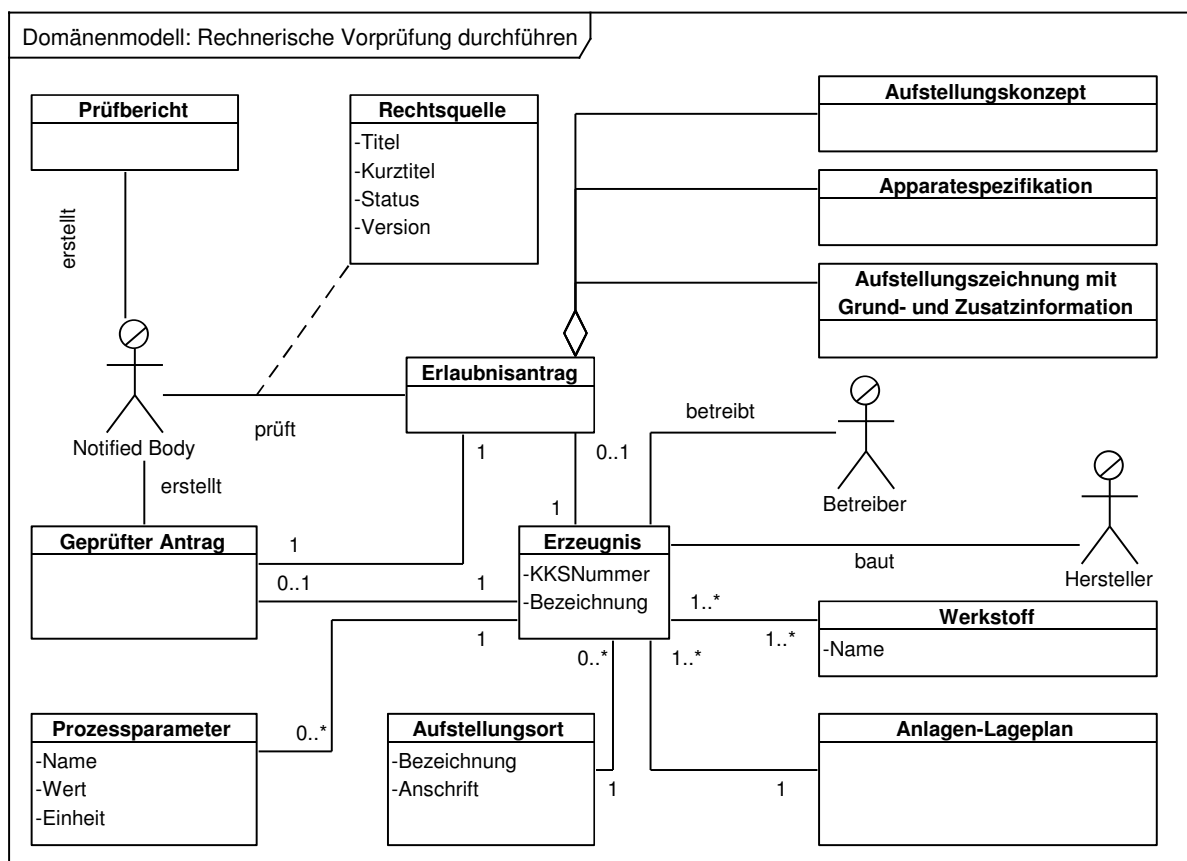 Domänenmodell: Rechnerische Vorprüfung durchführen
Prüfbericht
Rechtsquelle
-Titel
-Kurztitel
-Status
-Version
Aufstellungskonzept
Apparatespezifikation
Aufstellungszeichnung mit
Grund- und Zusatzinformation
erstellt
Erlaubnisantrag
Notified Body
prüft
betreibt
Betreiber
1
0..1
erstellt
1
Geprüfter Antrag
1
0..1
1
Erzeugnis
-KKSNummer
-Bezeichnung
baut
Hersteller
1..*
1..*
Werkstoff
-Name
1
0..*
1..*
Prozessparameter
-Name
-Wert
-Einheit
0..*
Aufstellungsort
-Bezeichnung
-Anschrift
1
1
Anlagen-Lageplan